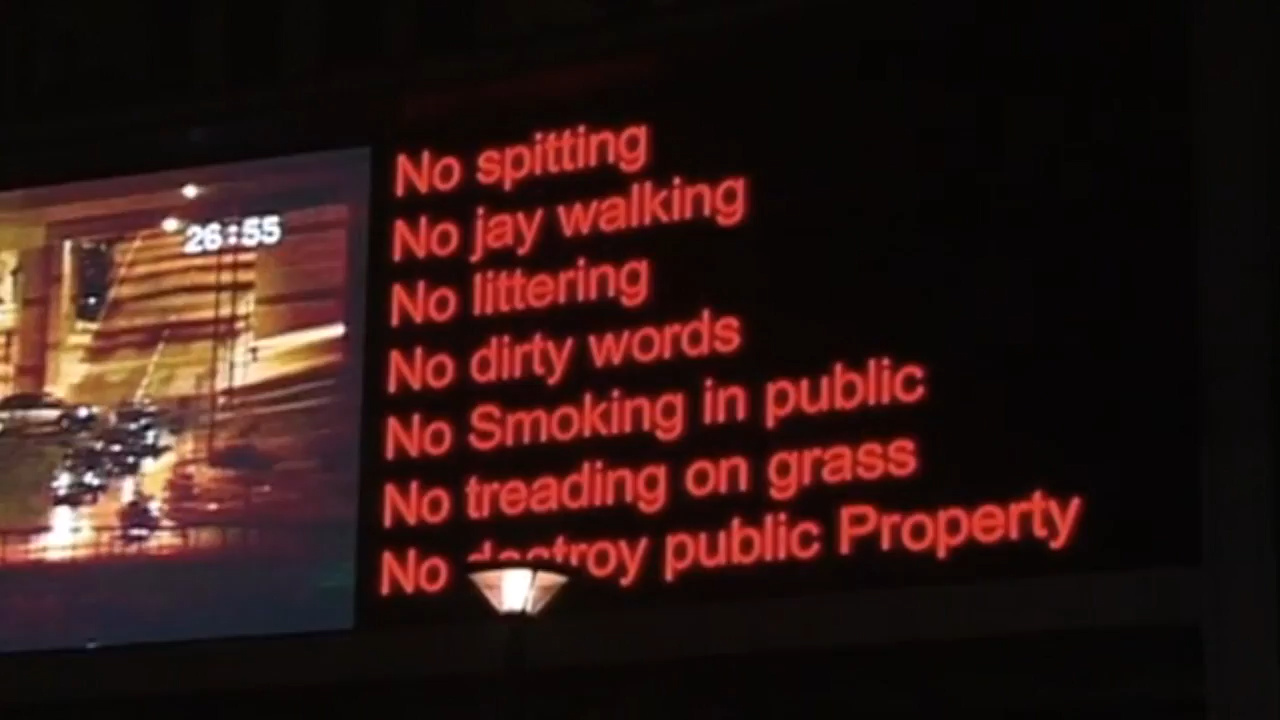 26:55
No spitting
No jay walking
No littering
No dirty words
No Smoking in public
No treading on grass
No destroy public Property